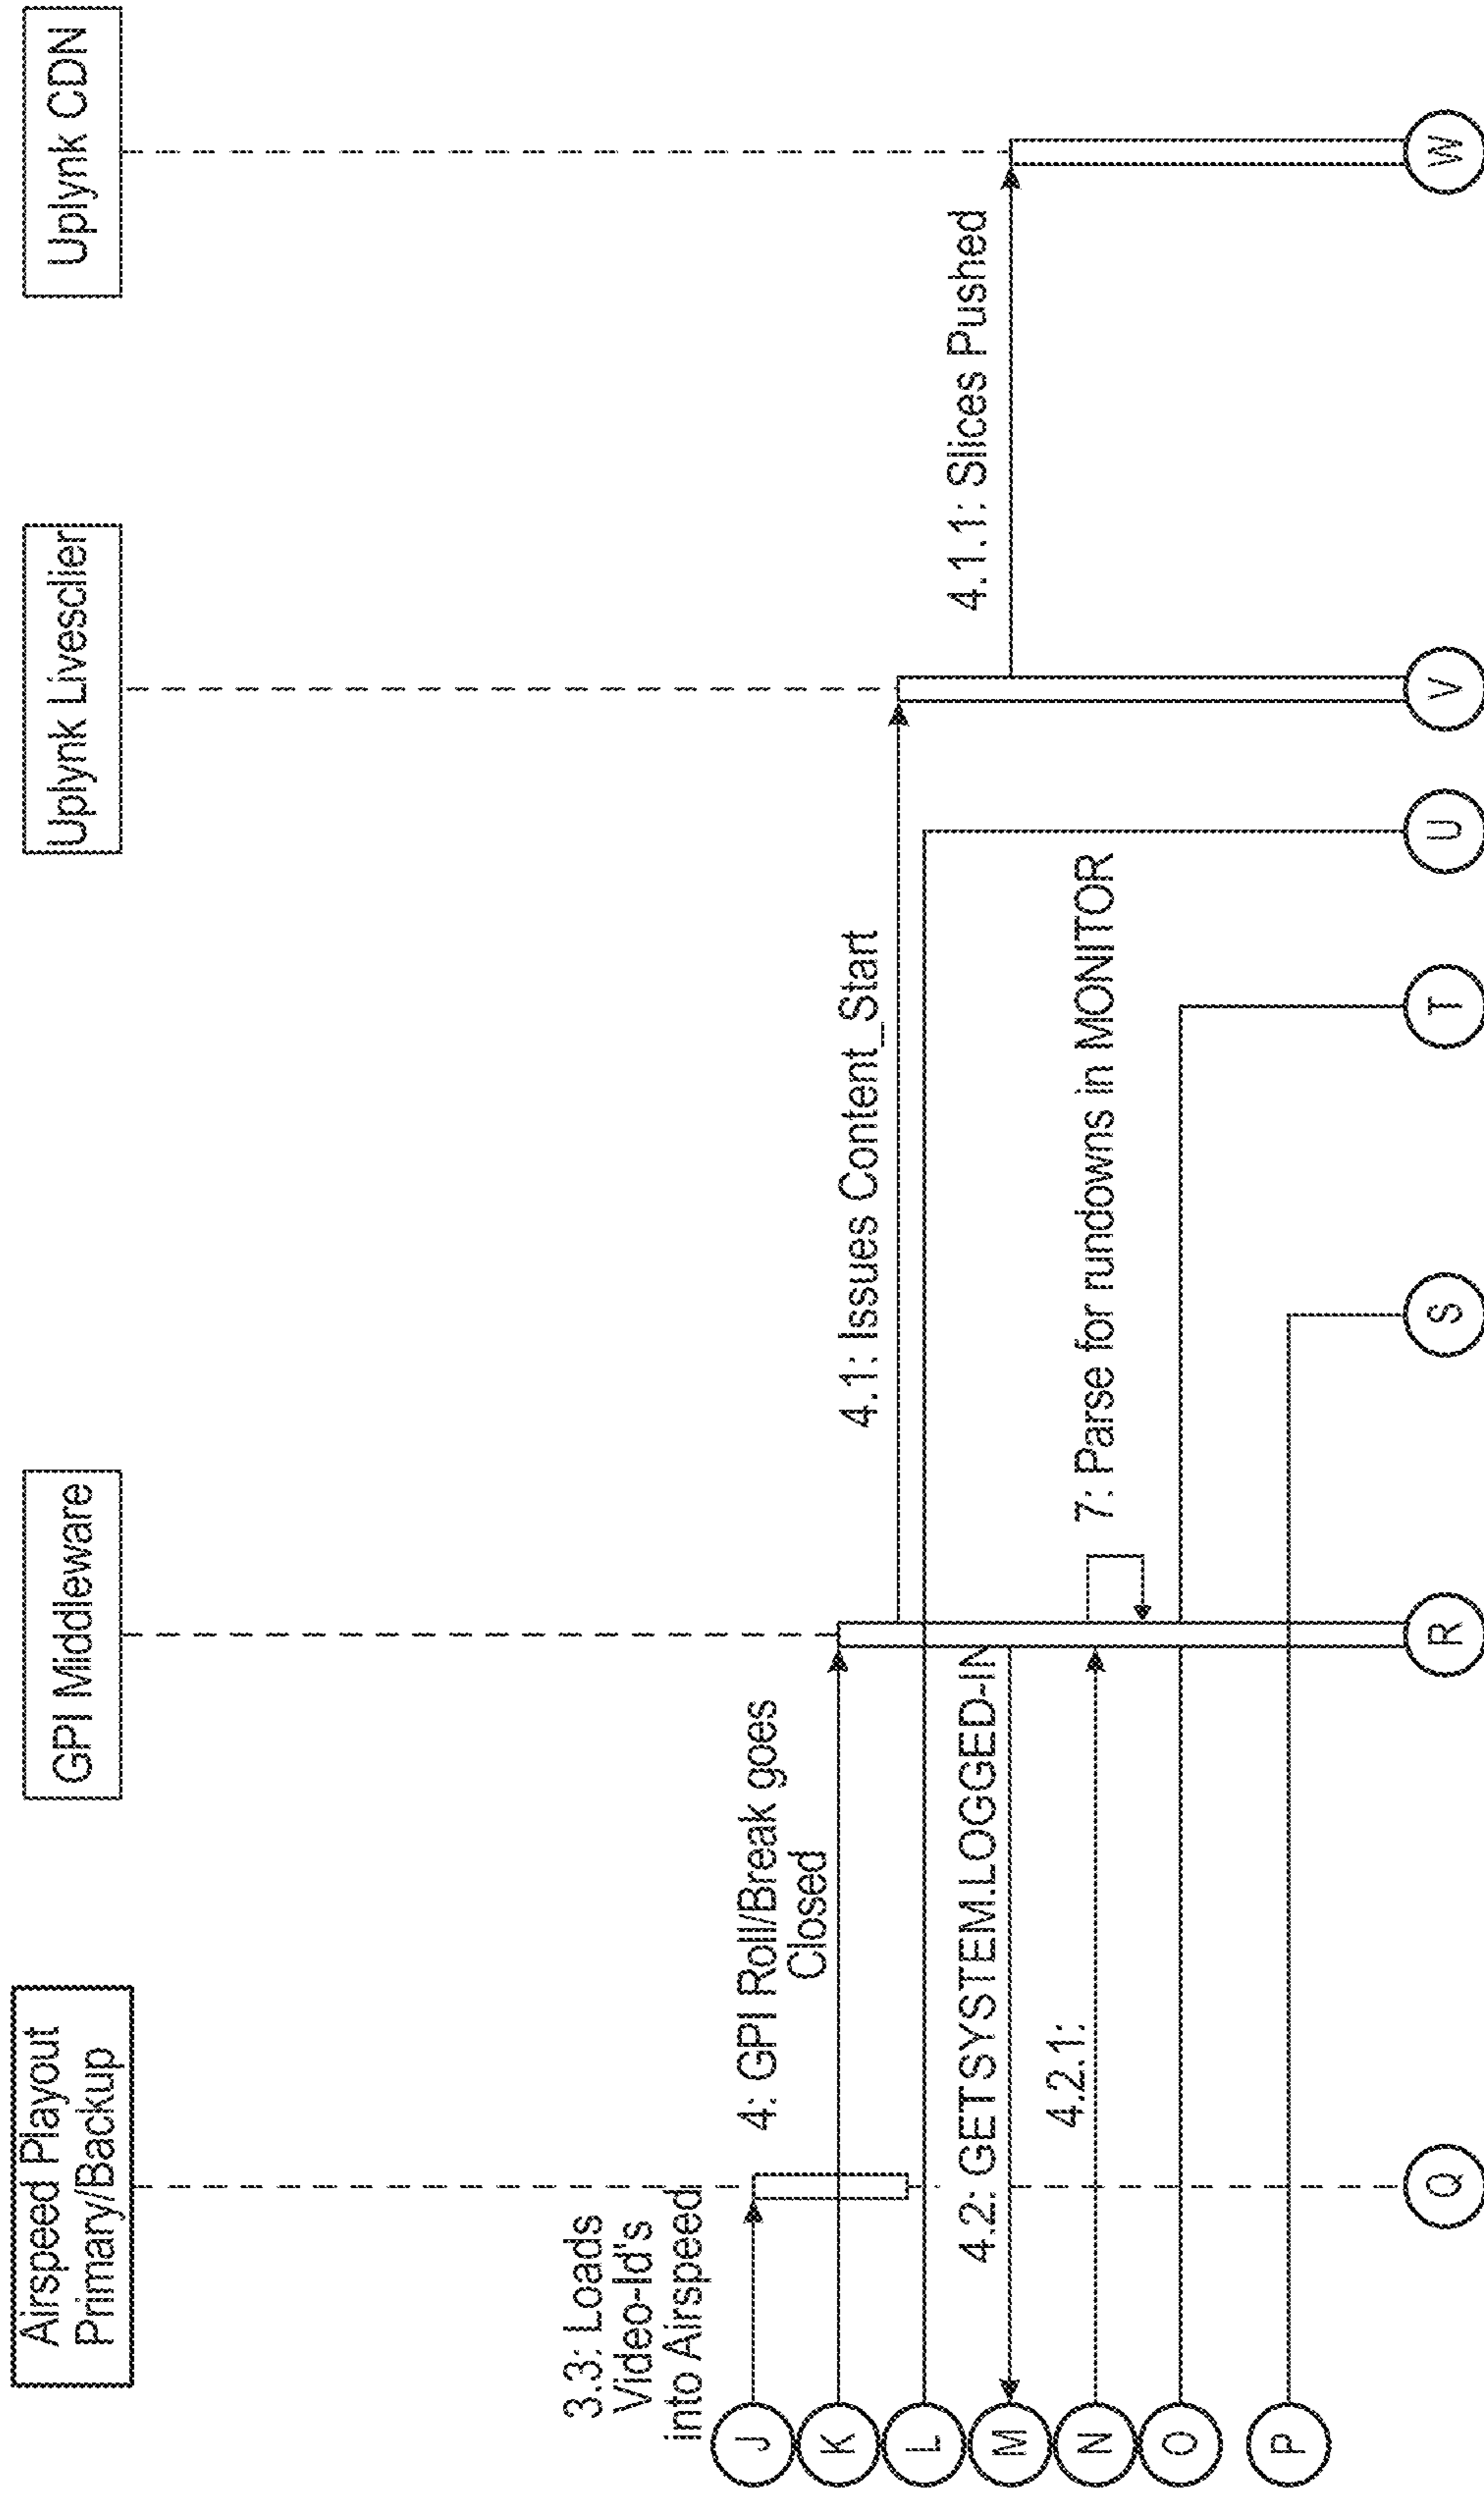 Airspeed Playout
Primary/Backup
GPI Middleware
Uplynk Livesclier
Uplynk CDN
3.3: Loads
Video-Id's
into Airspeed
J
4: GPI Roll/Break goes
Closed
K
4.1: Issues Content_Start
L
4.2: GETSYSTEM.LOGGED-IN
M
4.1.1: Slices Pushed
4.2.1:
N
7: Parse for rundowns in MONITOR
O
P
Q
R
S
T
U
V
W